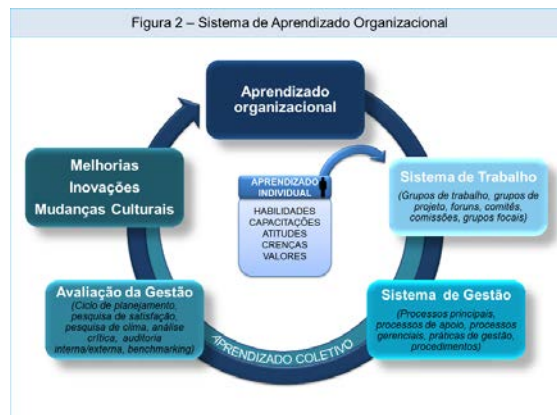 Figura 2 – Sistema de Aprendizado Organizacional
Aprendizado
organizacional
Melhorias
Inovações
Mudanças Culturais
APRENDIZADO
INDIVIDUAL
HABILIDADES
CAPACITAÇÕES
ATITUDES
CRENÇAS
VALORES
Sistema de Trabalho
(Grupos de trabalho, grupos de
projeto, foruns, comitês,
comissões, grupos focais)
Avaliação da Gestão
(Ciclo de planejamento,
pesquisa de satisfação,
pesquisa de clima, análise
crítica, auditoria
interna/externa, benchmarking)
Sistema de Gestão
(Processos principais,
processos de apoio, processos
gerenciais, práticas de gestão,
procedimentos)
APRENDIZADO COLETIVO